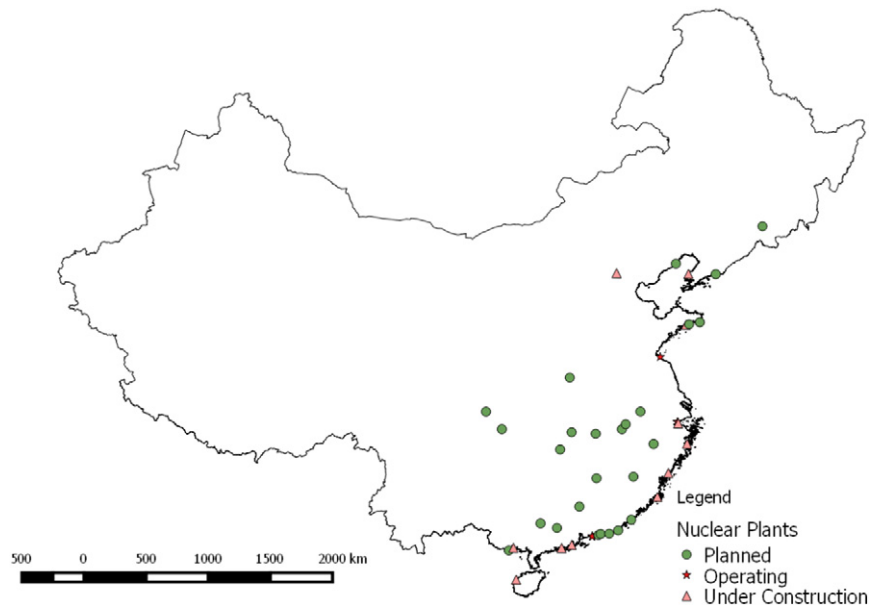 Legend
Nuclear Plants
Planned
Operating
Under Construction
500 0 500 1000 1500 2000 km